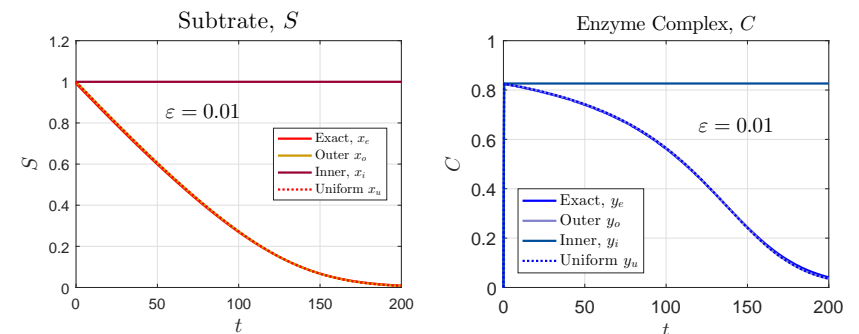 Subtrate, S
1.2
1
0.8
0.6
0.4
0.2
0
S
ε = 0.01
Exact, x_e
Outer x_o
Inner, x_i
Uniform x_u
0 50 100 150 200
t
Enzyme Complex, C
1
0.8
0.6
0.4
0.2
0
C
ε = 0.01
Exact, y_e
Outer y_o
Inner, y_i
Uniform y_u
0 50 100 150 200
t